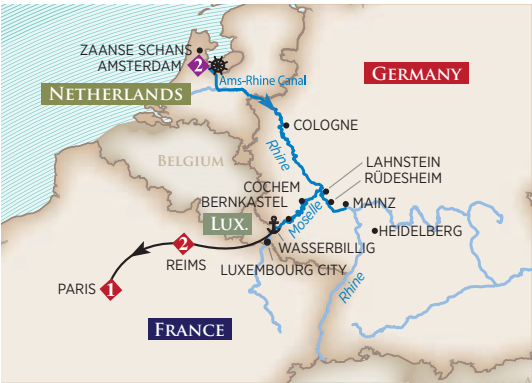 ZAANSE SCHANS
AMSTERDAM
2
Ams-Rhine Canal
GERMANY
NETHERLANDS
COLOGNE
Rhine
BELGIUM
LAHNSTEIN
RÜDESHEIM
COCHEM
BERNKASTEL
MAINZ
Moselle
LUX.
HEIDELBERG
WASSERBILLIG
2
REIMS
LUXEMBOURG CITY
Rhine
PARIS
1
FRANCE